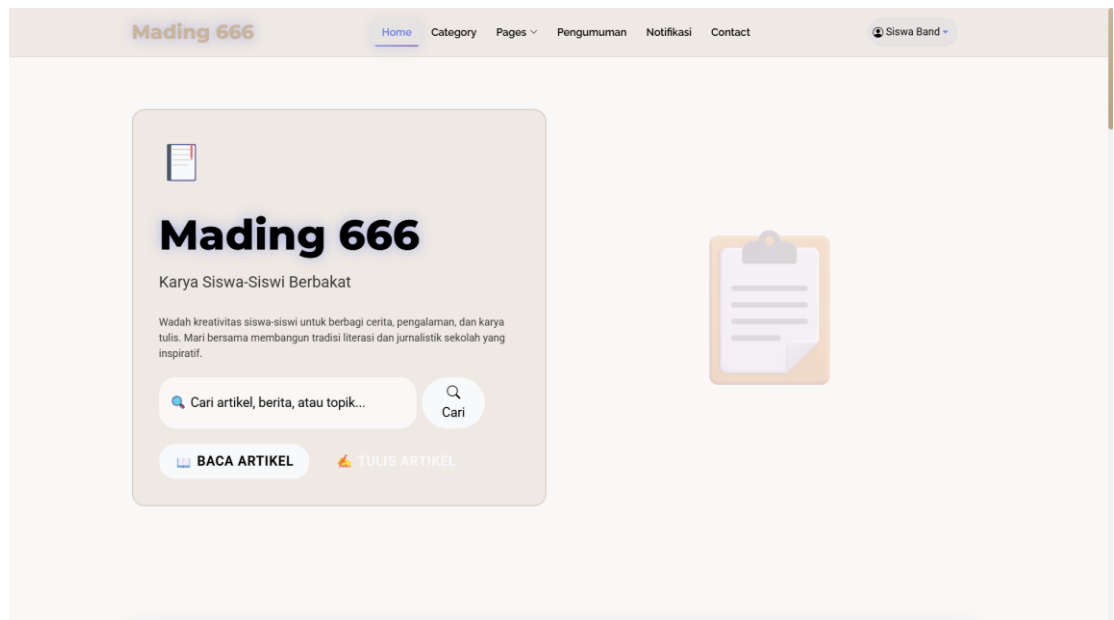 Mading 666
Home Category Pages Pengumuman Notifikasi Contact
Siswa Band
Mading 666
Karya Siswa-Siswi Berbakat
Wadah kreativitas siswa-siswi untuk berbagi cerita, pengalaman, dan karya
tulis. Mari bersama membangun tradisi literasi dan jurnalistik sekolah yang
inspiratif.
Cari artikel, berita, atau topik...
Cari
BACA ARTIKEL
TULIS ARTIKEL